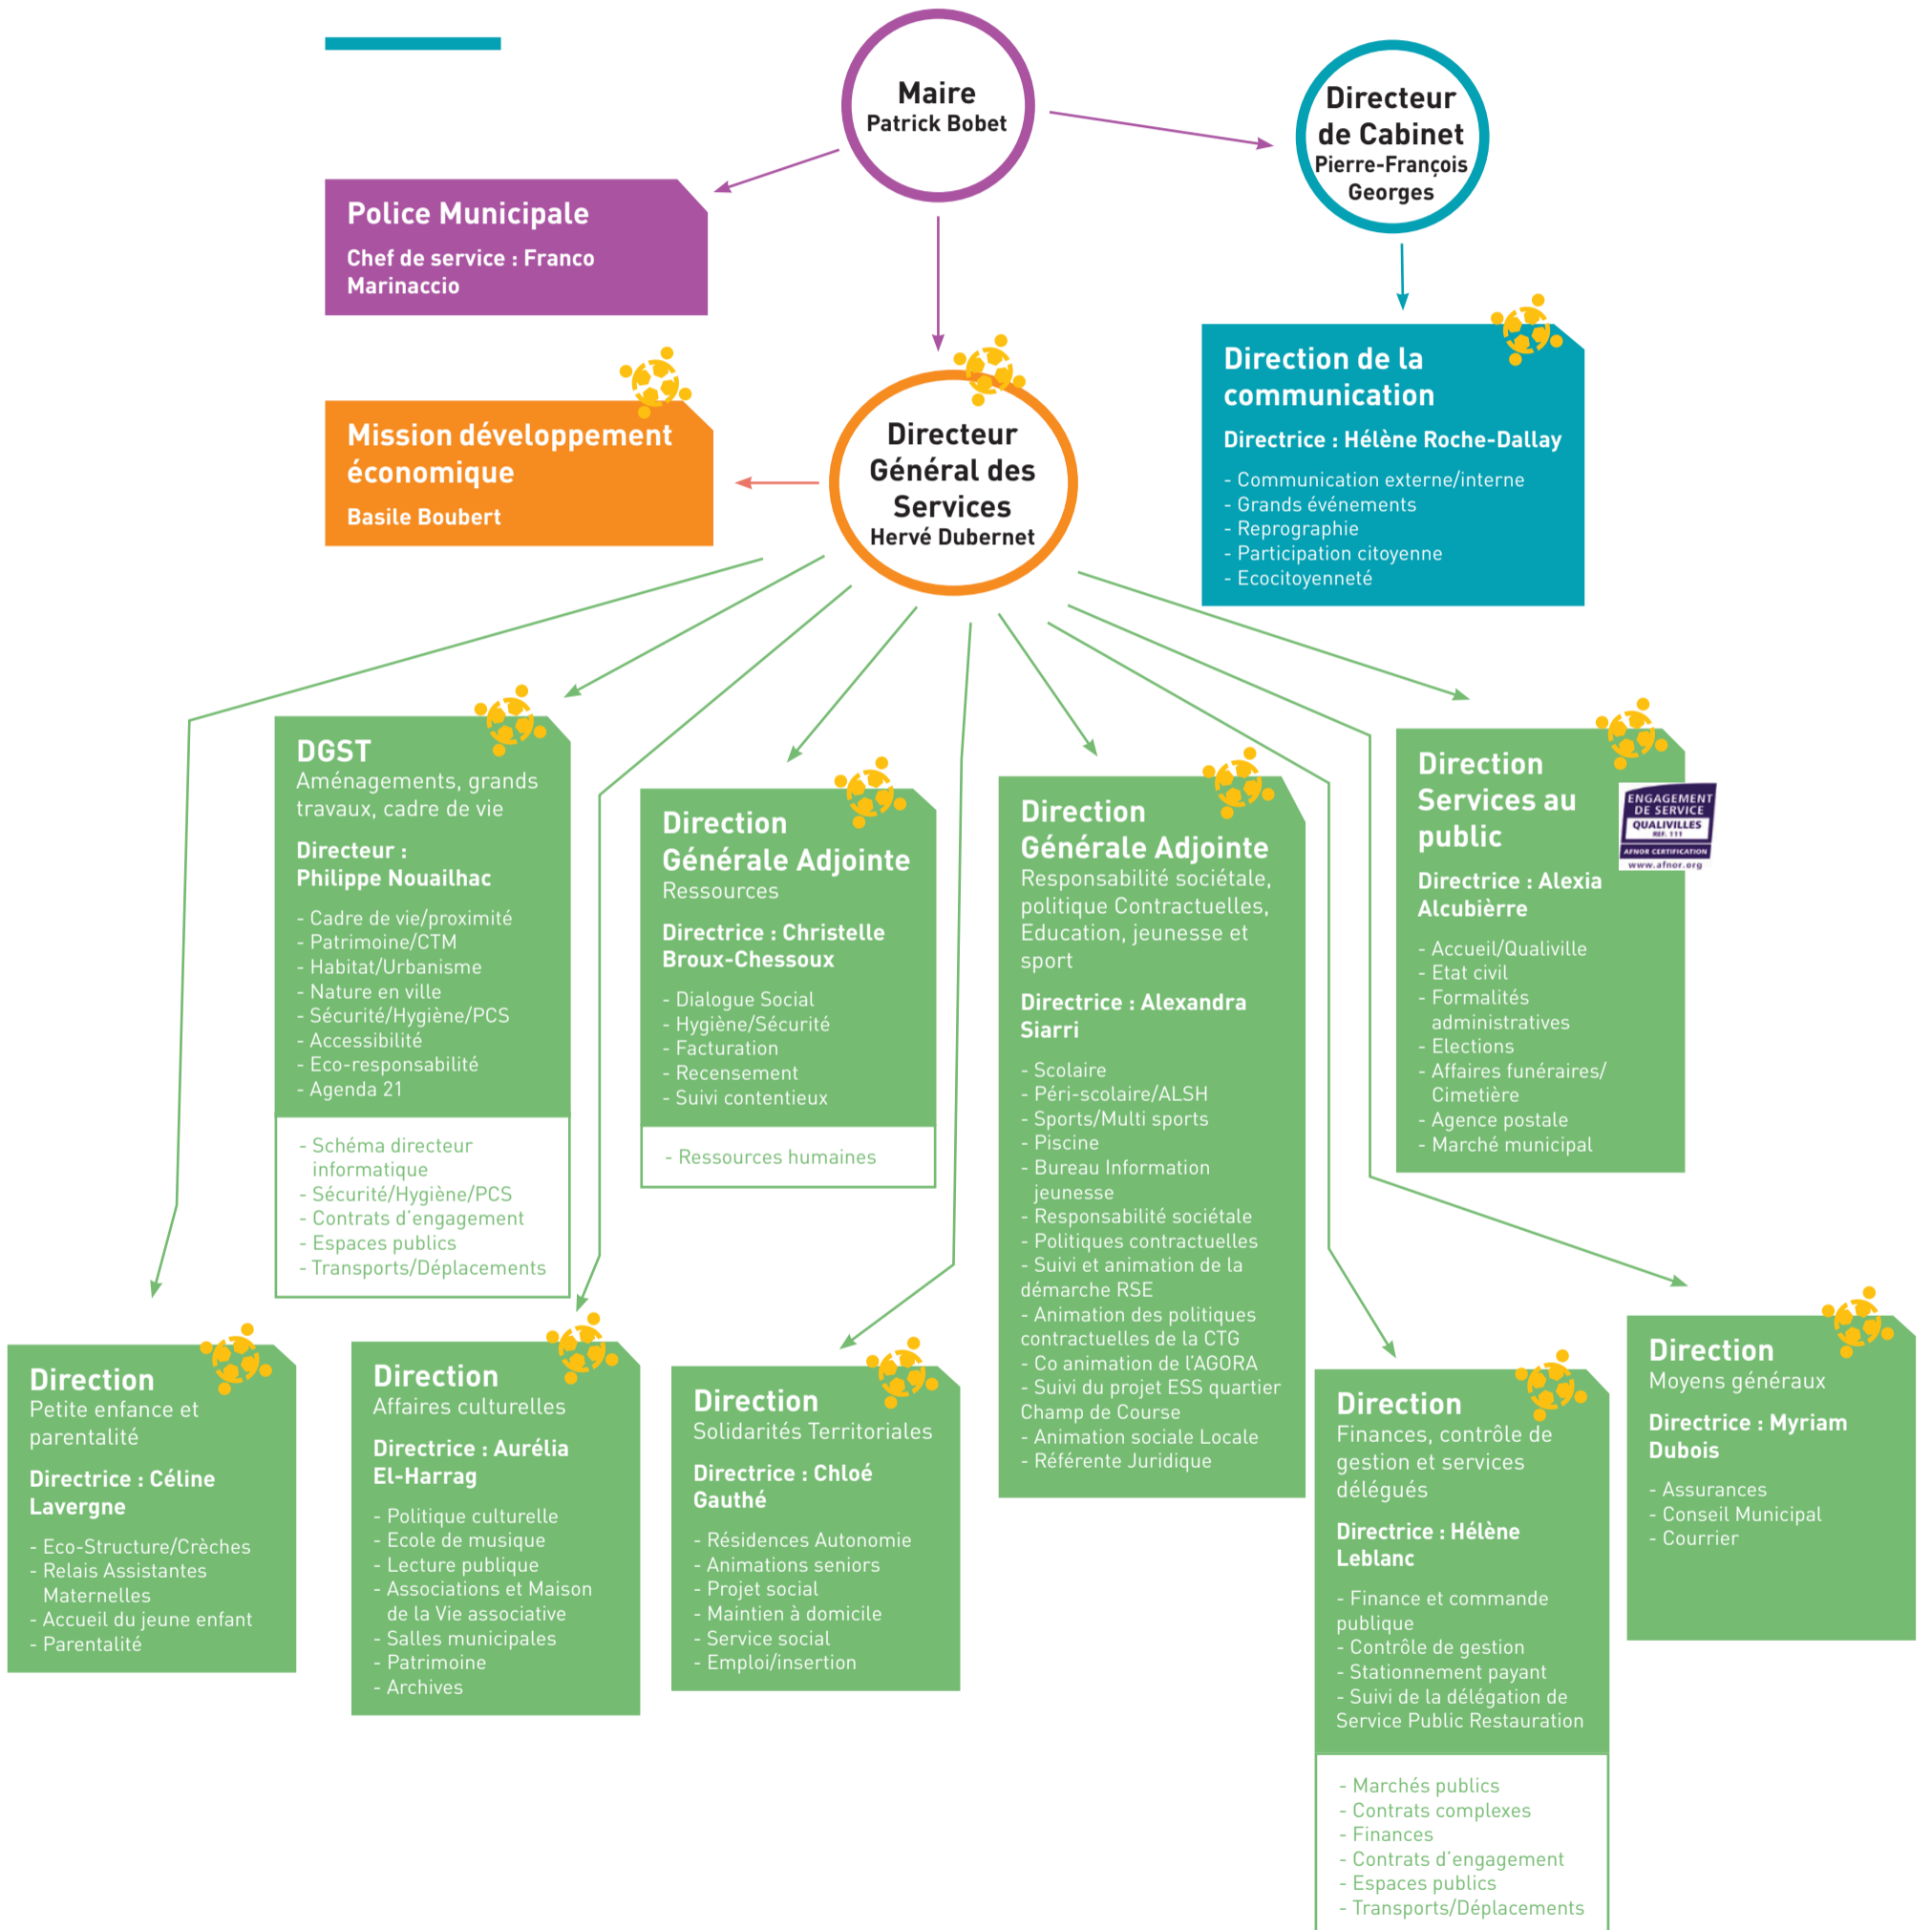 Maire
Patrick Bobet
Directeur
de Cabinet
Pierre-François
Georges
Police Municipale
Chef de service : Franco
Marinaccio
Mission développement
économique
Basile Boubert
Directeur
Général des
Services
Hervé Dubernet
Direction de la
communication
Directrice : Hélène Roche-Dallay
- Communication externe/interne
- Grands événements
- Reprographie
- Participation citoyenne
- Ecocitoyenneté
DGST
Aménagements, grands
travaux, cadre de vie
Directeur :
Philippe Nouailhac
- Cadre de vie/proximité
- Patrimoine/CTM
- Habitat/Urbanisme
- Nature en ville
- Sécurité/Hygiène/PCS
- Accessibilité
- Eco-responsabilité
- Agenda 21
- Schéma directeur
informatique
- Sécurité/Hygiène/PCS
- Contrats d'engagement
- Espaces publics
- Transports/Déplacements
Direction
Générale Adjointe
Ressources
Directrice : Christelle
Broux-Chessoux
- Dialogue Social
- Hygiène/Sécurité
- Facturation
- Recensement
- Suivi contentieux
- Ressources humaines
Direction
Générale Adjointe
Responsabilité sociétale,
politique Contractuelles,
Education, jeunesse et
sport
Directrice : Alexandra
Siarri
- Scolaire
- Péri-scolaire/ALSH
- Sports/Multi sports
- Piscine
- Bureau Information
jeunesse
- Responsabilité sociétale
- Politiques contractuelles
- Suivi et animation de la
démarche RSE
- Animation des politiques
contractuelles de la CTG
- Co animation de l'AGORA
- Suivi du projet ESS quartier
Champ de Course
- Animation sociale Locale
- Référente Juridique
Direction
Services au
public
Directrice : Alexia
Alcubièrre
- Accueil/Qualiville
- Etat civil
- Formalités
administratives
- Elections
- Affaires funéraires/
Cimetière
- Agence postale
- Marché municipal
ENGAGEMENT
DE SERVICE
QUALIVILLES
REF. 111
AFNOR CERTIFICATION
www.afnor.org
Direction
Petite enfance et
parentalité
Directrice : Céline
Lavergne
- Eco-Structure/Crèches
- Relais Assistantes
Maternelles
- Accueil du jeune enfant
- Parentalité
Direction
Affaires culturelles
Directrice : Aurélia
El-Harrag
- Politique culturelle
- Ecole de musique
- Lecture publique
- Associations et Maison
de la Vie associative
- Salles municipales
- Patrimoine
- Archives
Direction
Solidarités Territoriales
Directrice : Chloé
Gauthé
- Résidences Autonomie
- Animations seniors
- Projet social
- Maintien à domicile
- Service social
- Emploi/insertion
Direction
Finances, contrôle de
gestion et services
délégués
Directrice : Hélène
Leblanc
- Finance et commande
publique
- Contrôle de gestion
- Stationnement payant
- Suivi de la délégation de
Service Public Restauration
- Marchés publics
- Contrats complexes
- Finances
- Contrats d'engagement
- Espaces publics
- Transports/Déplacements
Direction
Moyens généraux
Directrice : Myriam
Dubois
- Assurances
- Conseil Municipal
- Courrier